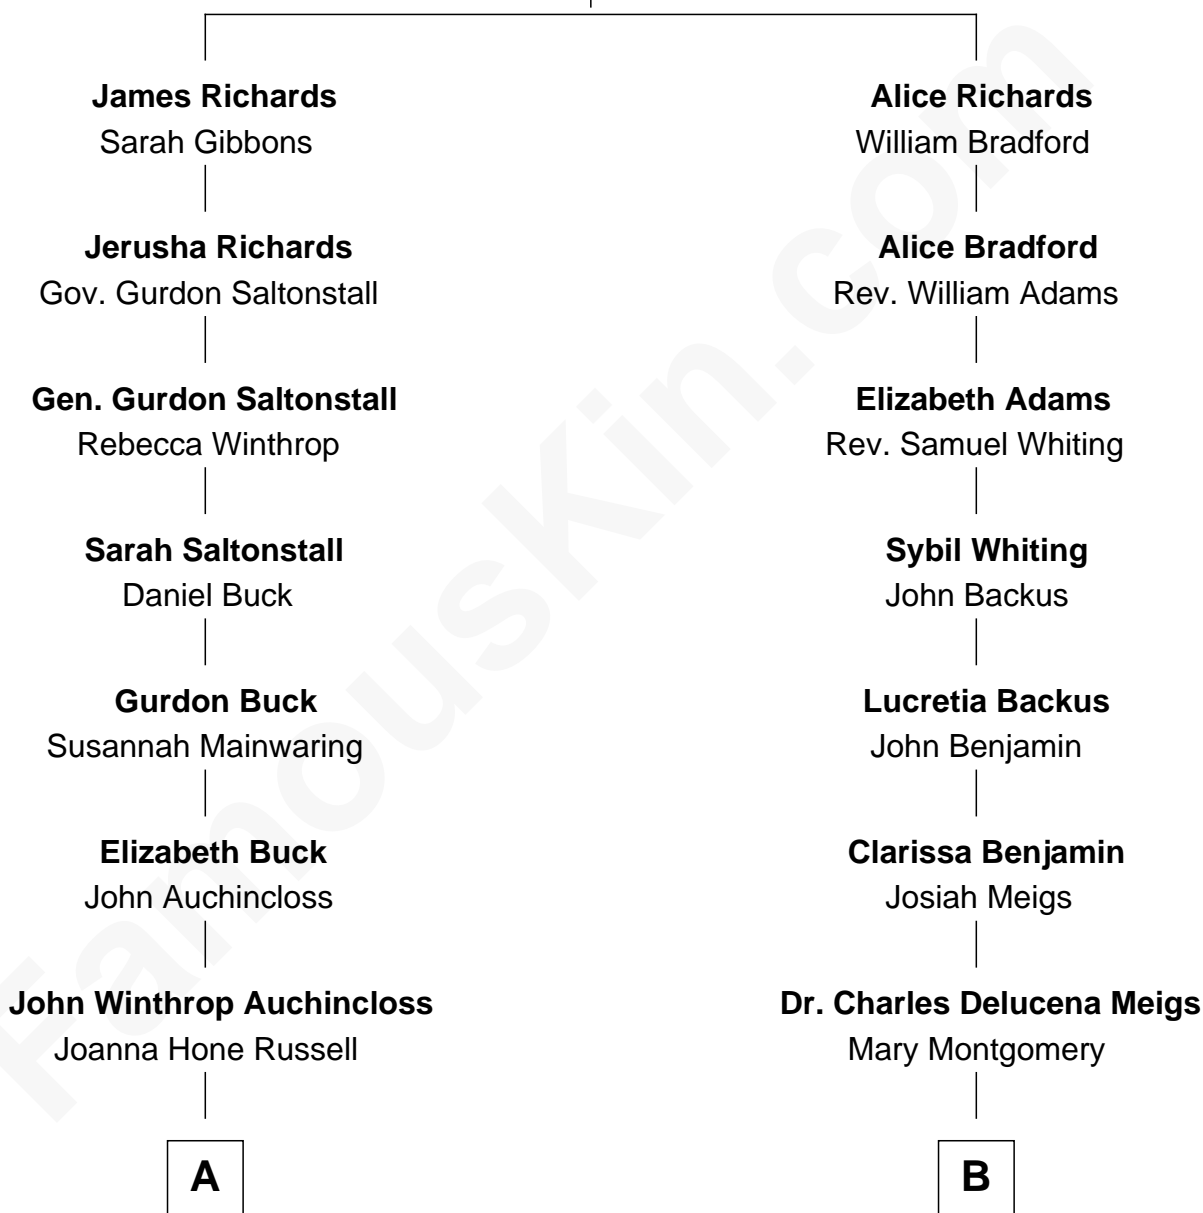 James Richards
Sarah Gibbons
Jerusha Richards
Gov. Gurdon Saltonstall
Gen. Gurdon Saltonstall
Rebecca Winthrop
Sarah Saltonstall
Daniel Buck
Gurdon Buck
Susannah Mainwaring
Elizabeth Buck
John Auchincloss
John Winthrop Auchincloss
Joanna Hone Russell
A
Alice Richards
William Bradford
Alice Bradford
Rev. William Adams
Elizabeth Adams
Rev. Samuel Whiting
Sybil Whiting
John Backus
Lucretia Backus
John Benjamin
Clarissa Benjamin
Josiah Meigs
Dr. Charles Delucena Meigs
Mary Montgomery
B
FamousKin.com